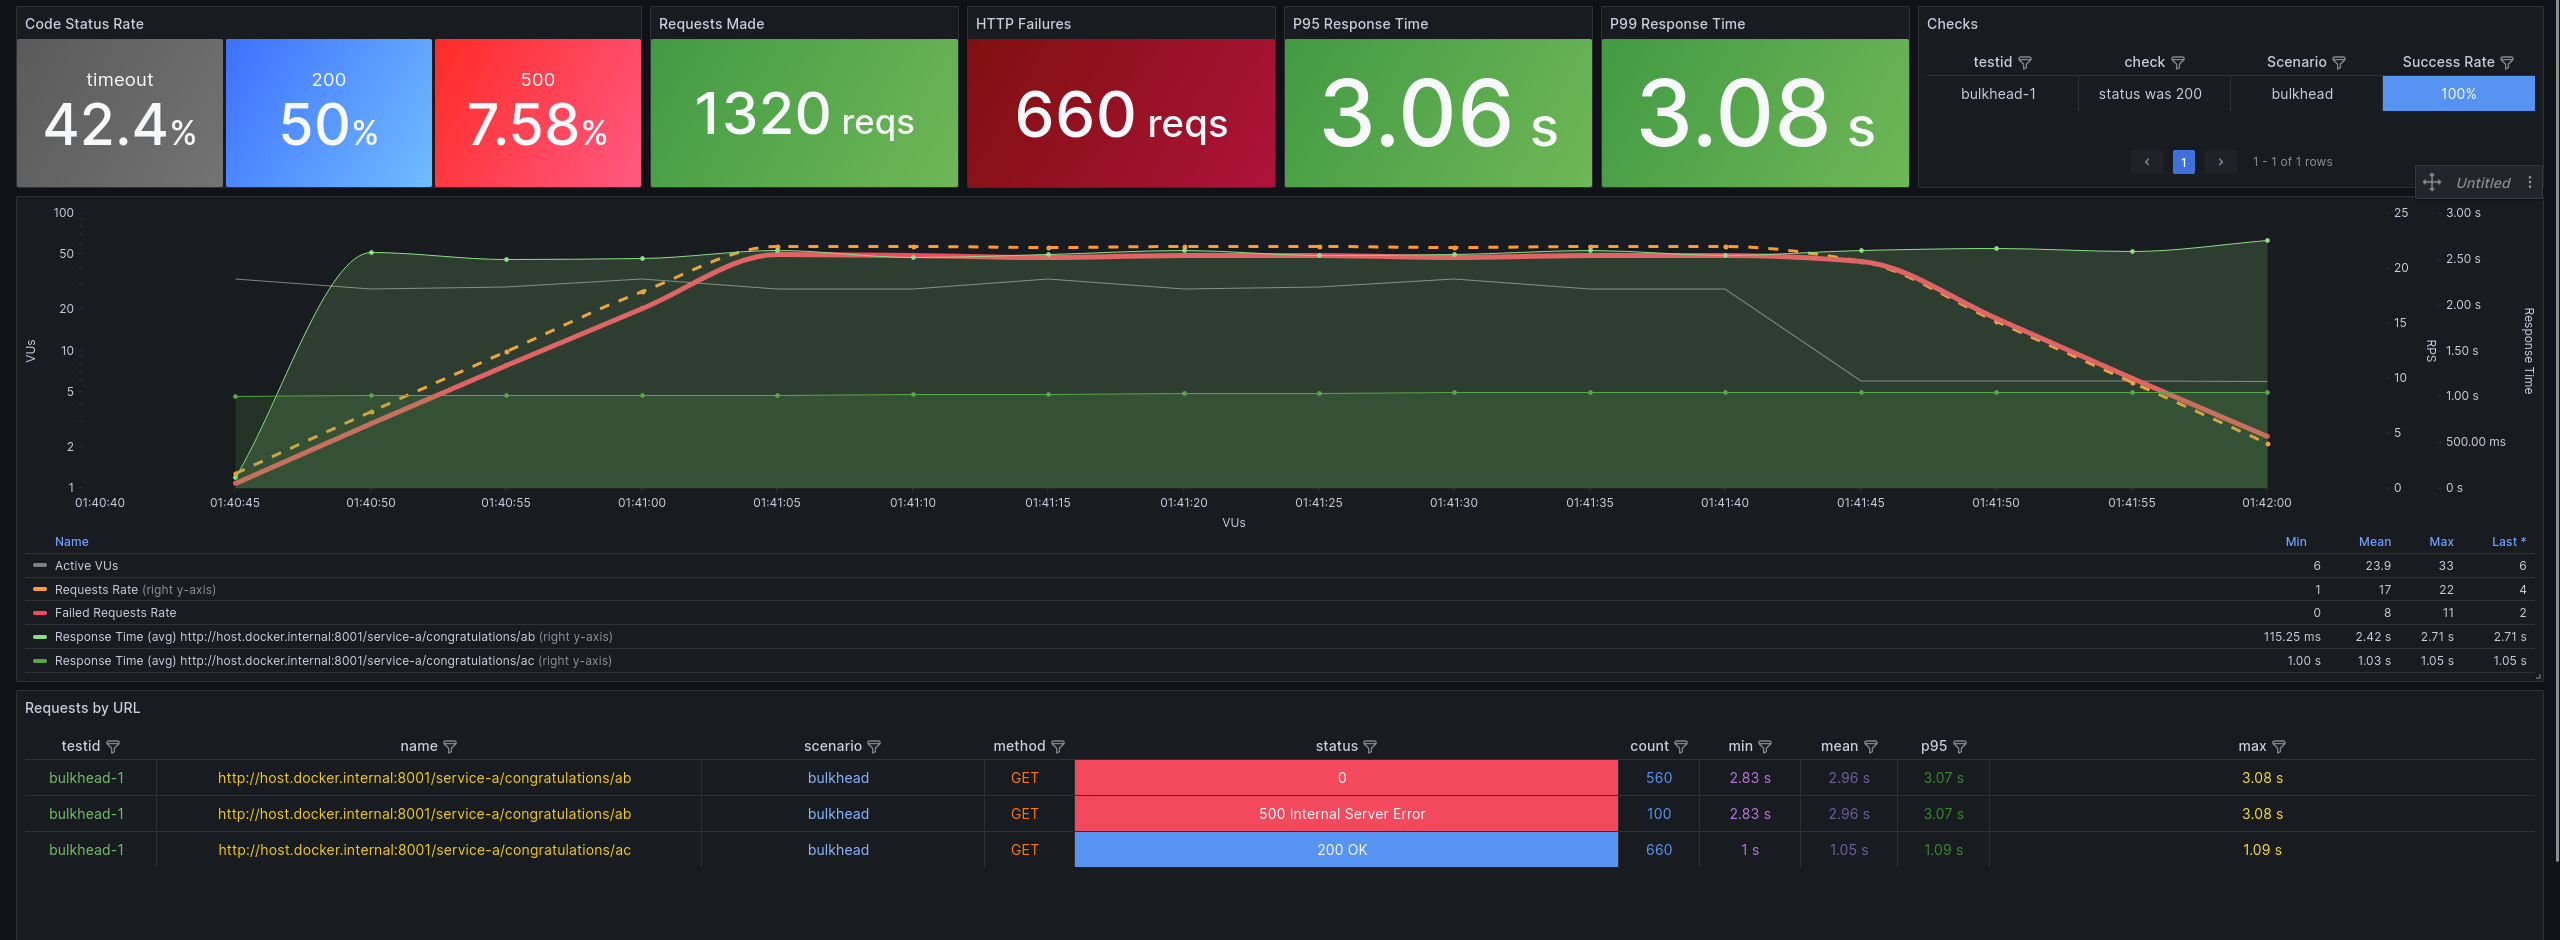 Code Status Rate
timeout
42.4%
200
50%
500
7.58%
Requests Made
1320 reqs
HTTP Failures
660 reqs
P95 Response Time
3.06 s
P99 Response Time
3.08 s
Checks
testid check Scenario Success Rate
bulkhead-1 status was 200 bulkhead 100%
1 1 - 1 of 1 rows
Untitled
100
50
20
10
5
2
1
VUs
25
20
15
10
5
0
RPS
3.00 s
2.50 s
2.00 s
1.50 s
1.00 s
500.00 ms
0 s
Response Time
01:40:40 01:40:45 01:40:50 01:40:55 01:41:00 01:41:05 01:41:10 01:41:15 01:41:20 01:41:25 01:41:30 01:41:35 01:41:40 01:41:45 01:41:50 01:41:55 01:42:00
VUs
Name Min Mean Max Last *
Active VUs 6 23.9 33 6
Requests Rate (right y-axis) 1 17 22 4
Failed Requests Rate 0 8 11 2
Response Time (avg) http://host.docker.internal:8001/service-a/congratulations/ab (right y-axis) 115.25 ms 2.42 s 2.71 s 2.71 s
Response Time (avg) http://host.docker.internal:8001/service-a/congratulations/ac (right y-axis) 1.00 s 1.03 s 1.05 s 1.05 s
Requests by URL
testid name scenario method status count min mean p95 max
bulkhead-1 http://host.docker.internal:8001/service-a/congratulations/ab bulkhead GET 0 560 2.83 s 2.96 s 3.07 s 3.08 s
bulkhead-1 http://host.docker.internal:8001/service-a/congratulations/ab bulkhead GET 500 Internal Server Error 100 2.83 s 2.96 s 3.07 s 3.08 s
bulkhead-1 http://host.docker.internal:8001/service-a/congratulations/ac bulkhead GET 200 OK 660 1 s 1.05 s 1.09 s 1.09 s